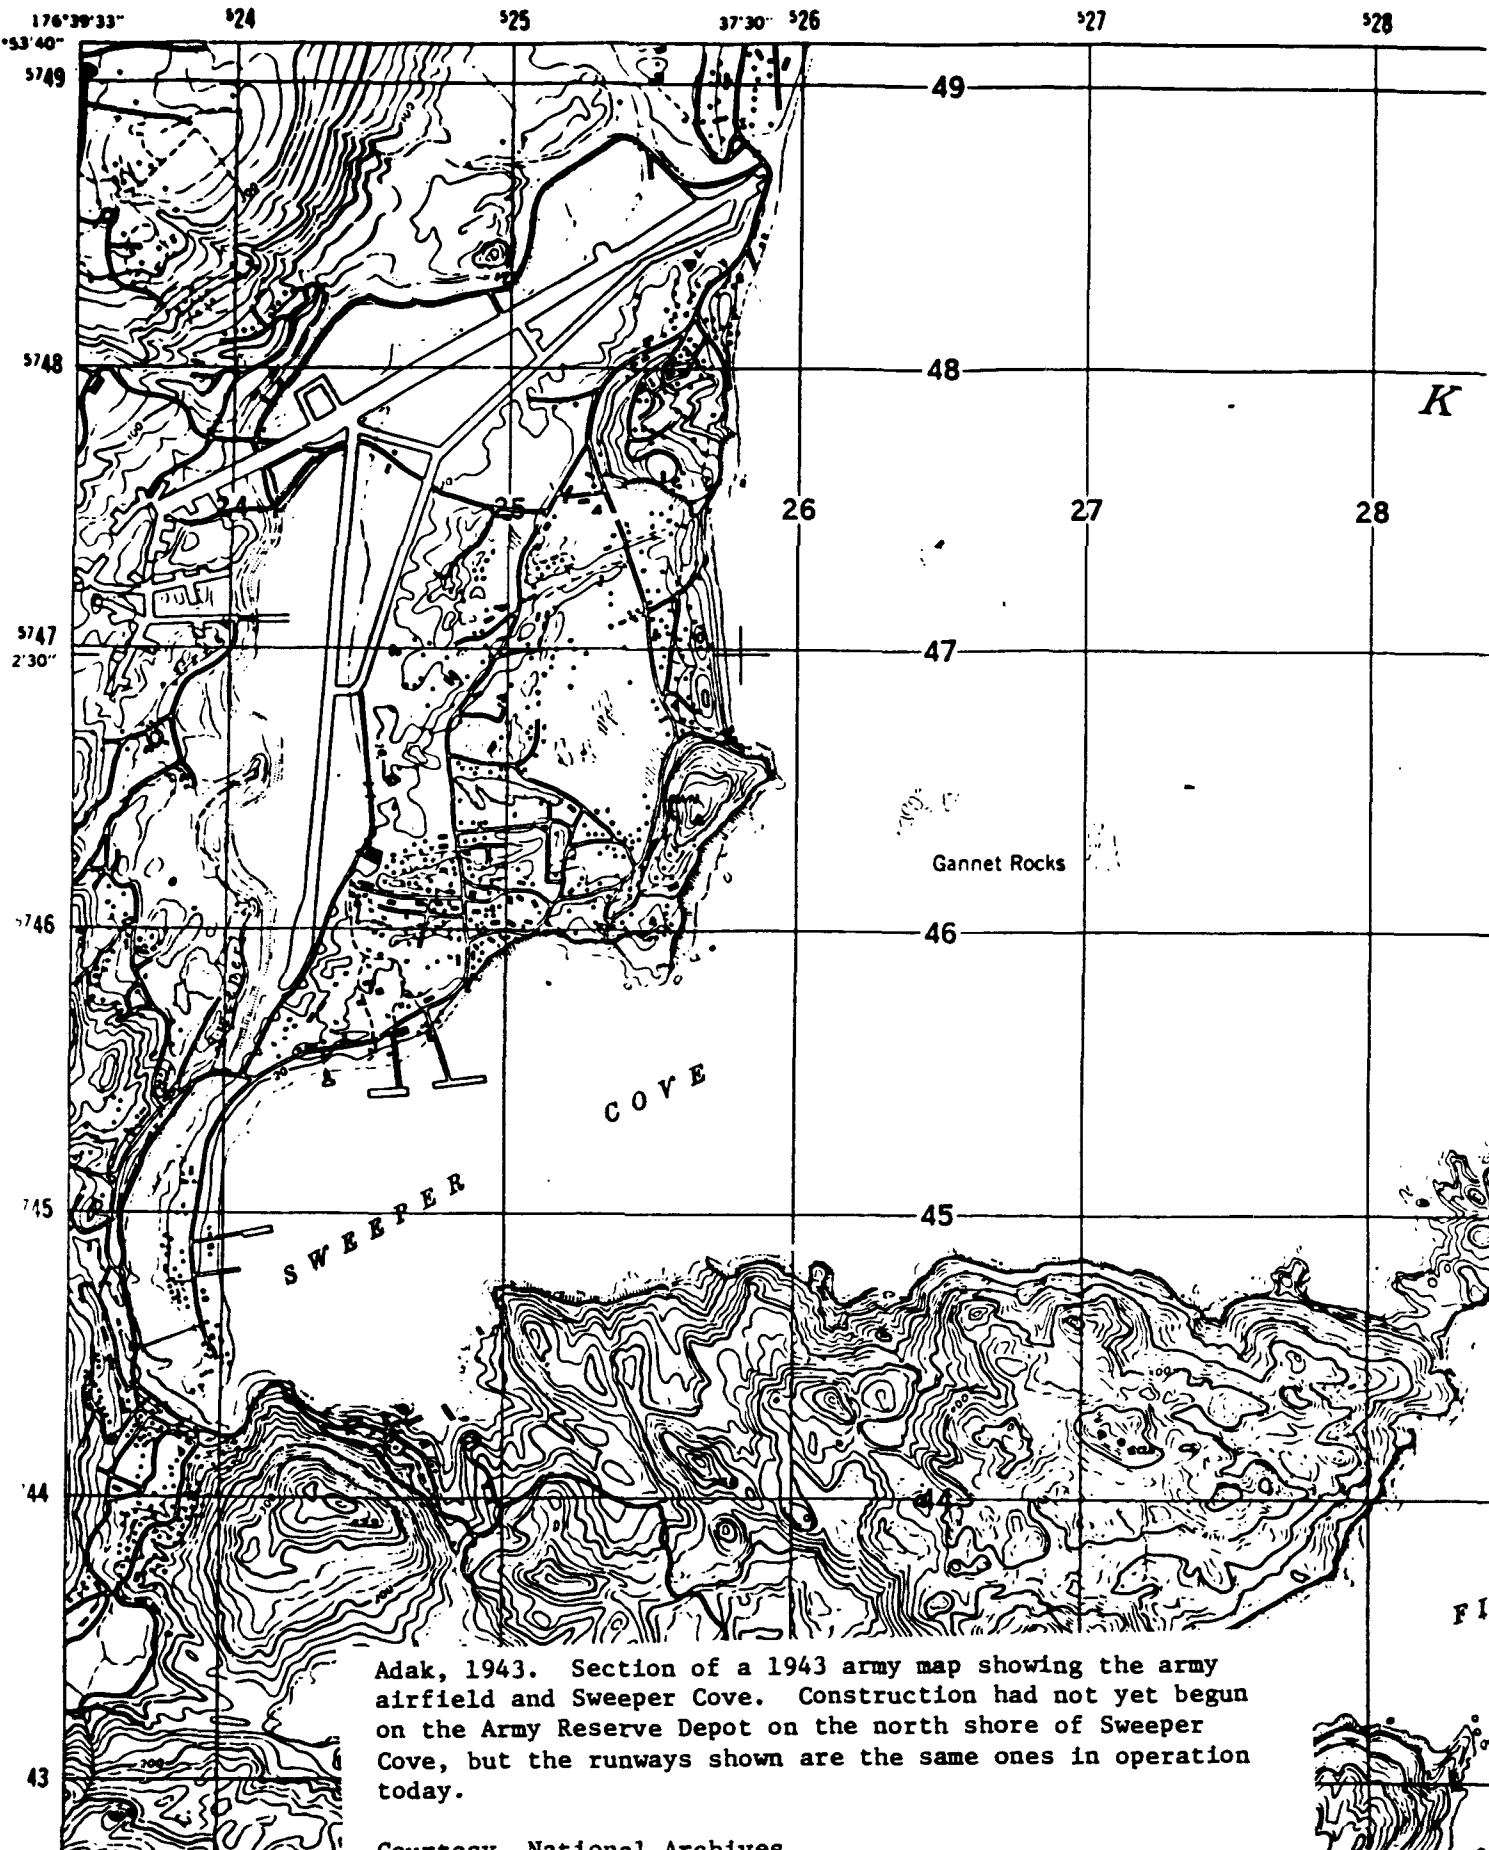 176°39'33" 524 525 37'30" 526 527 528
°53'40"
5749 49
5748 48
K
24 25 26 27 28
5747 47
2'30"
Gannet Rocks
5746 46
COVE
SWEEPER
745 45
44 44
FI
Adak, 1943. Section of a 1943 army map showing the army
airfield and Sweeper Cove. Construction had not yet begun
on the Army Reserve Depot on the north shore of Sweeper
Cove, but the runways shown are the same ones in operation
today.
43
Courtesy, National Archives